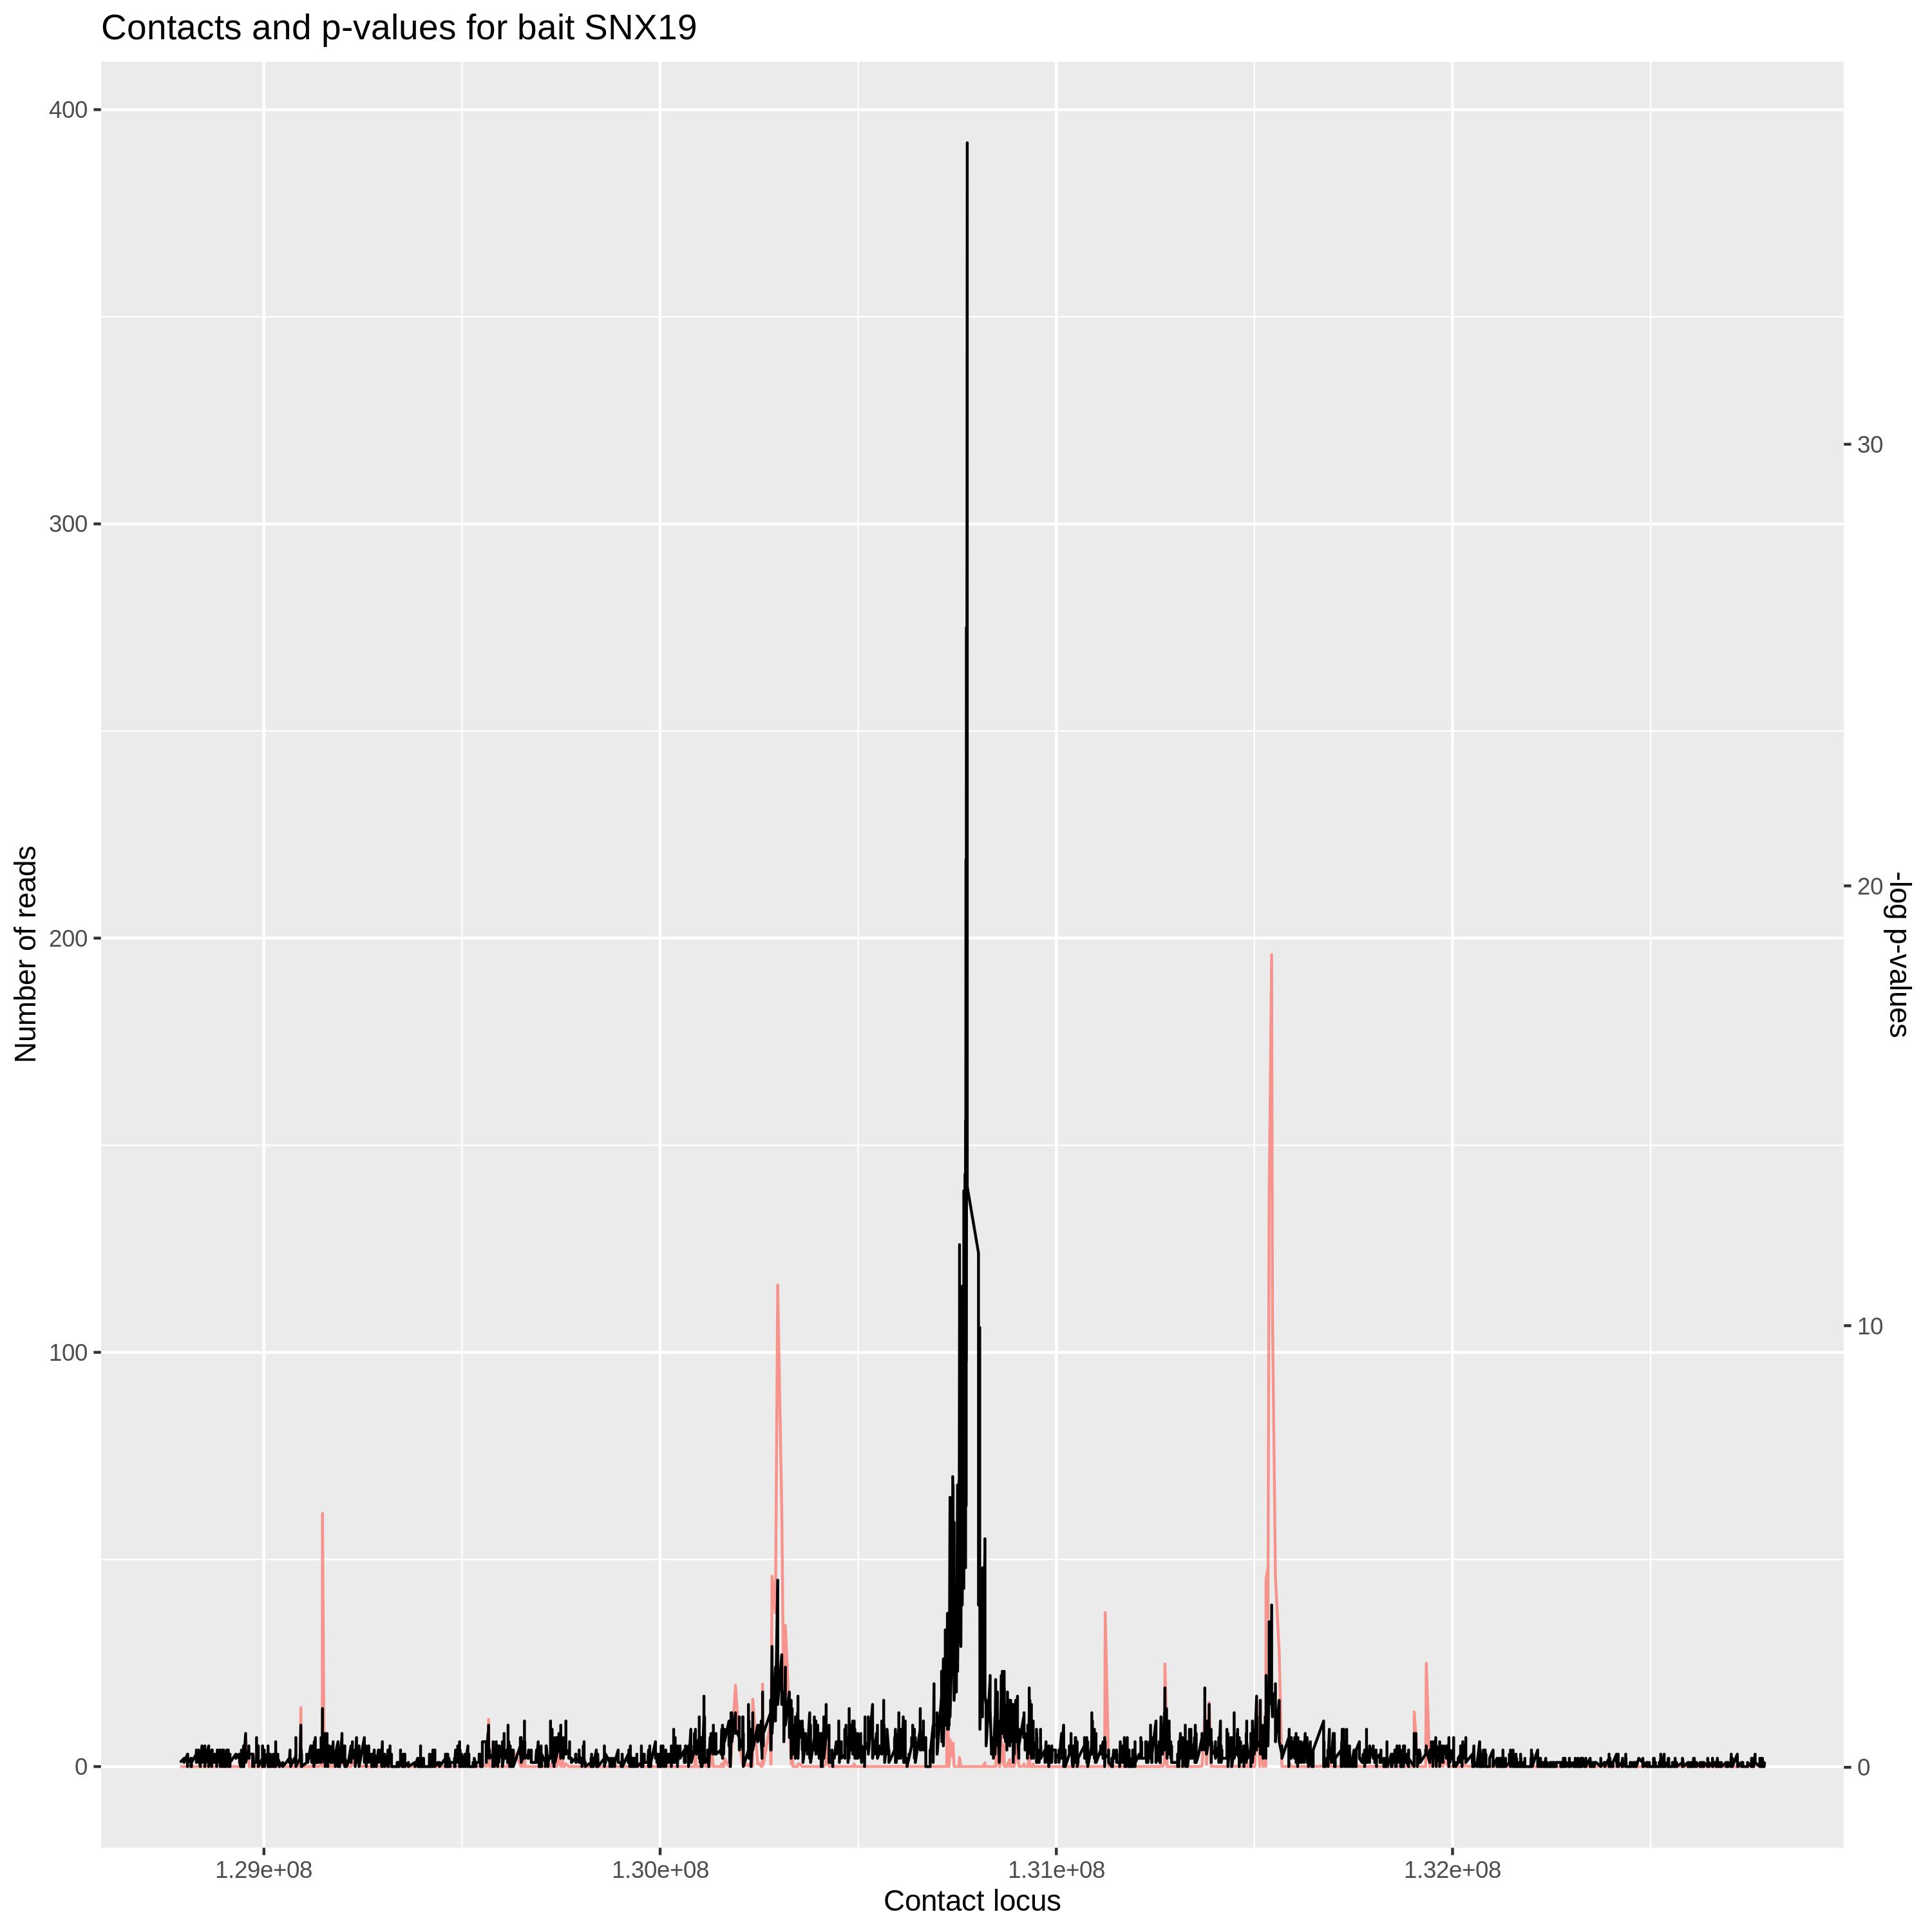 Contacts and p-values for bait SNX19
400
300
200
100
0
Number of reads
30
20
10
0
-log p-values
1.29e+08
1.30e+08
1.31e+08
1.32e+08
Contact locus